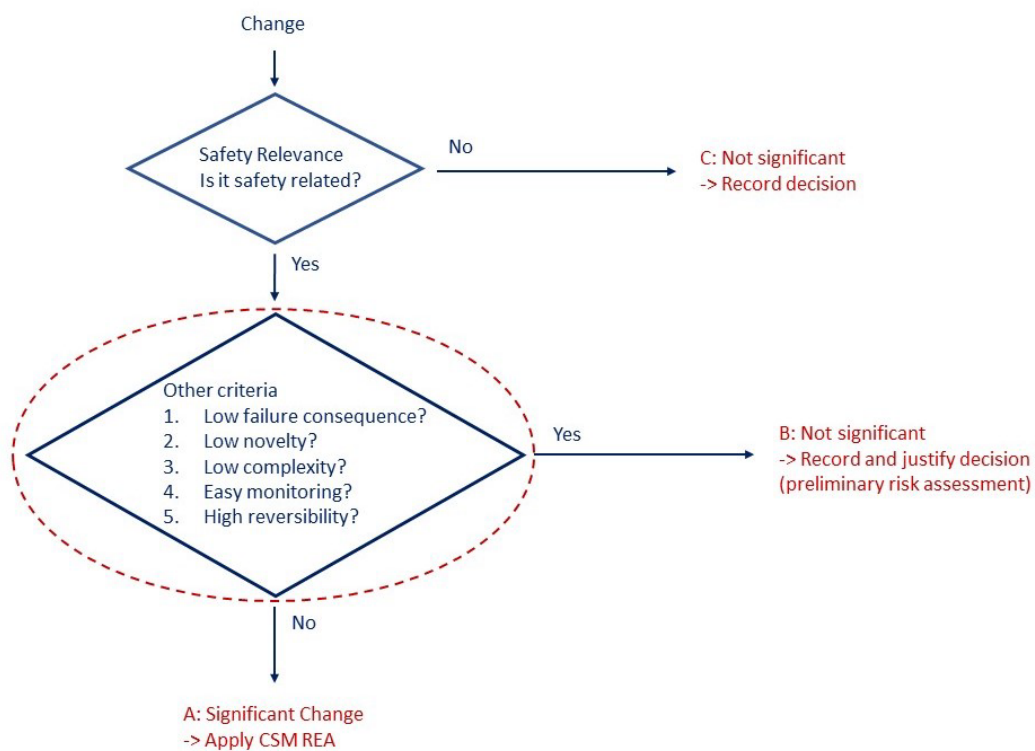 Change
Safety Relevance
Is it safety related?
No
C: Not significant
-> Record decision
Yes
Other criteria
1. Low failure consequence?
2. Low novelty?
3. Low complexity?
4. Easy monitoring?
5. High reversibility?
Yes
B: Not significant
-> Record and justify decision
(preliminary risk assessment)
No
A: Significant Change
-> Apply CSM REA